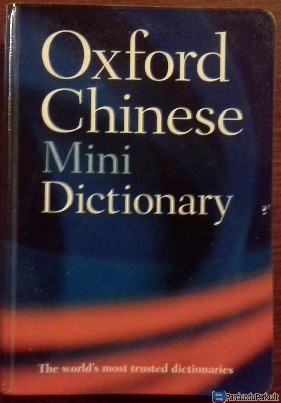 Oxford
Chinese
Mini
Dictionary
The world's most trusted dictionaries